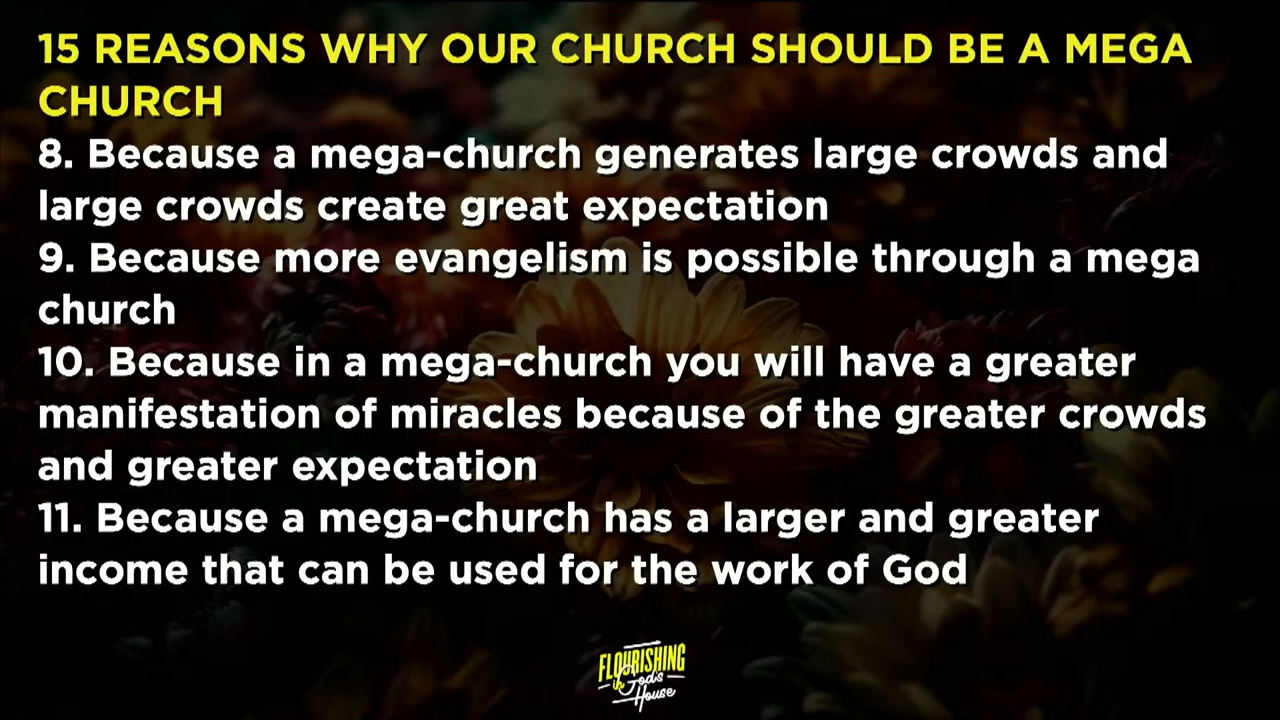 15 REASONS WHY OUR CHURCH SHOULD BE A MEGA
CHURCH
8. Because a mega-church generates large crowds and
large crowds create great expectation
9. Because more evangelism is possible through a mega
church
10. Because in a mega-church you will have a greater
manifestation of miracles because of the greater crowds
and greater expectation
11. Because a mega-church has a larger and greater
income that can be used for the work of God
FLOURISHING
in God's
House